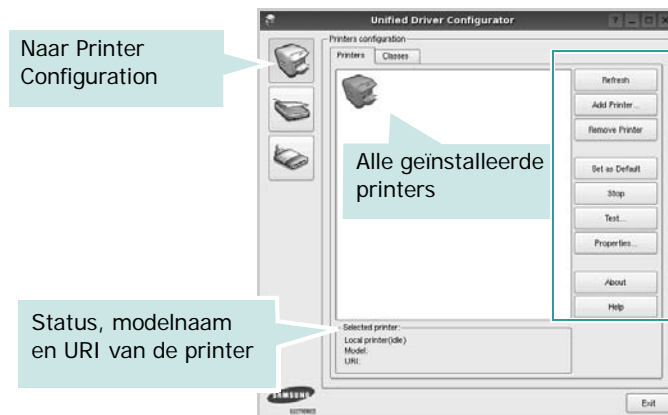 Unified Driver Configurator
Naar Printer
Configuration
Printers configuration
Printers
Classes
Refresh
Add Printer...
Remove Printer
Alle geïnstalleerde
printers
Set as Default
Stop
Test...
Properties...
About
Help
Status, modelnaam
en URI van de printer
Selected printer:
Local printer(idle)
Model:
URI:
SAMSUNG
ELECTRONICS
Exit